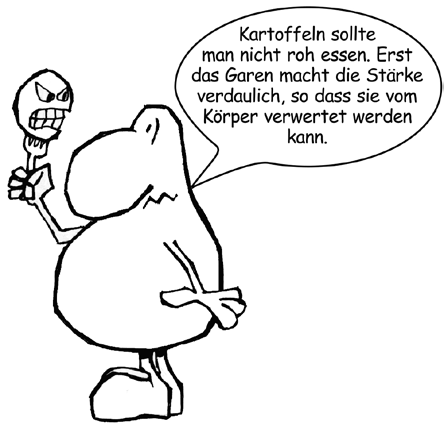 Kartoffeln sollte
man nicht roh essen. Erst
das Garen macht die Stärke
verdaulich, so dass sie vom
Körper verwertet werden
kann.